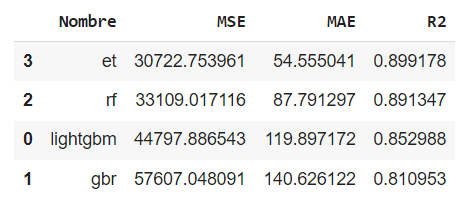 Nombre MSE MAE R2
3 et 30722.753961 54.555041 0.899178
2 rf 33109.017116 87.791297 0.891347
0 lightgbm 44797.886543 119.897172 0.852988
1 gbr 57607.048091 140.626122 0.810953